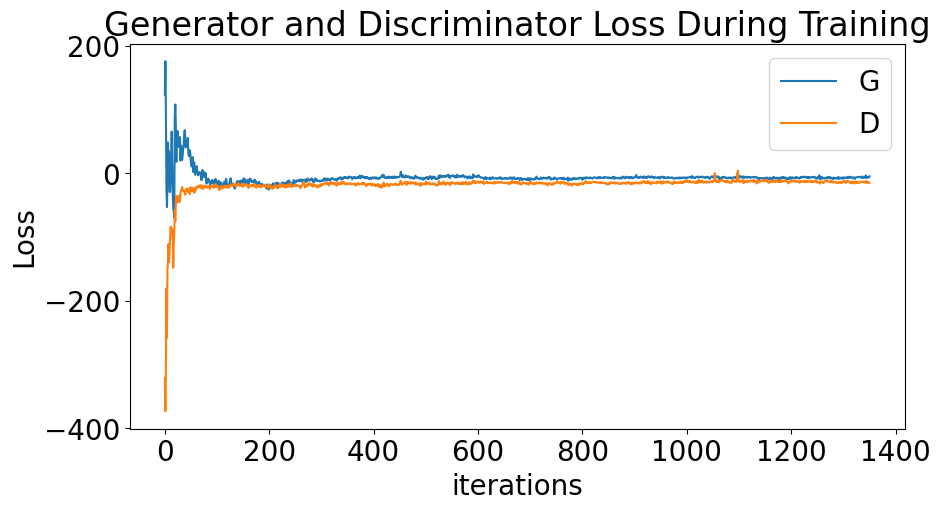 Generator and Discriminator Loss During Training
200
0
−200
−400
Loss
G
D
0 200 400 600 800 1000 1200 1400
iterations